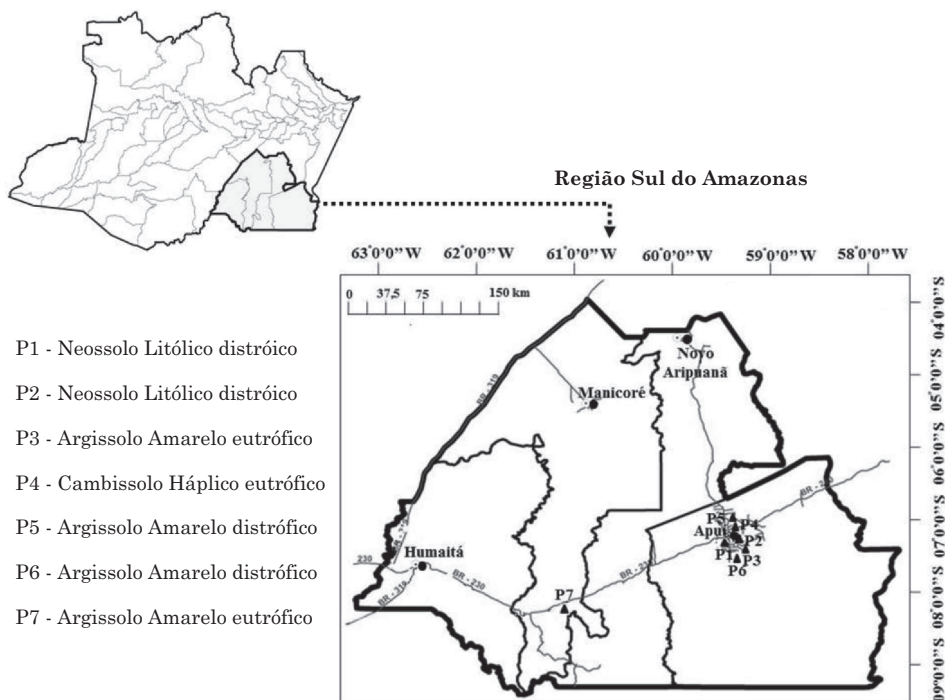 Região Sul do Amazonas
63°0'0"W 62°0'0"W 61°0'0"W 60°0'0"W 59°0'0"W 58°0'0"W
0 37,5 75 150 km
P1 - Neossolo Litólico distróico
P2 - Neossolo Litólico distróico
P3 - Argissolo Amarelo eutrófico
P4 - Cambissolo Háplico eutrófico
P5 - Argissolo Amarelo distrófico
P6 - Argissolo Amarelo distrófico
P7 - Argissolo Amarelo eutrófico
Novo
Aripuanã
Manicoré
BR - 319
BR - 230
P5
P4
Apuí
P2
P1
P3
P6
Humaitá
230
BR - 230
BR - 319
P7
04°0'0"S
05°0'0"S
06°0'0"S
07°0'0"S
08°0'0"S